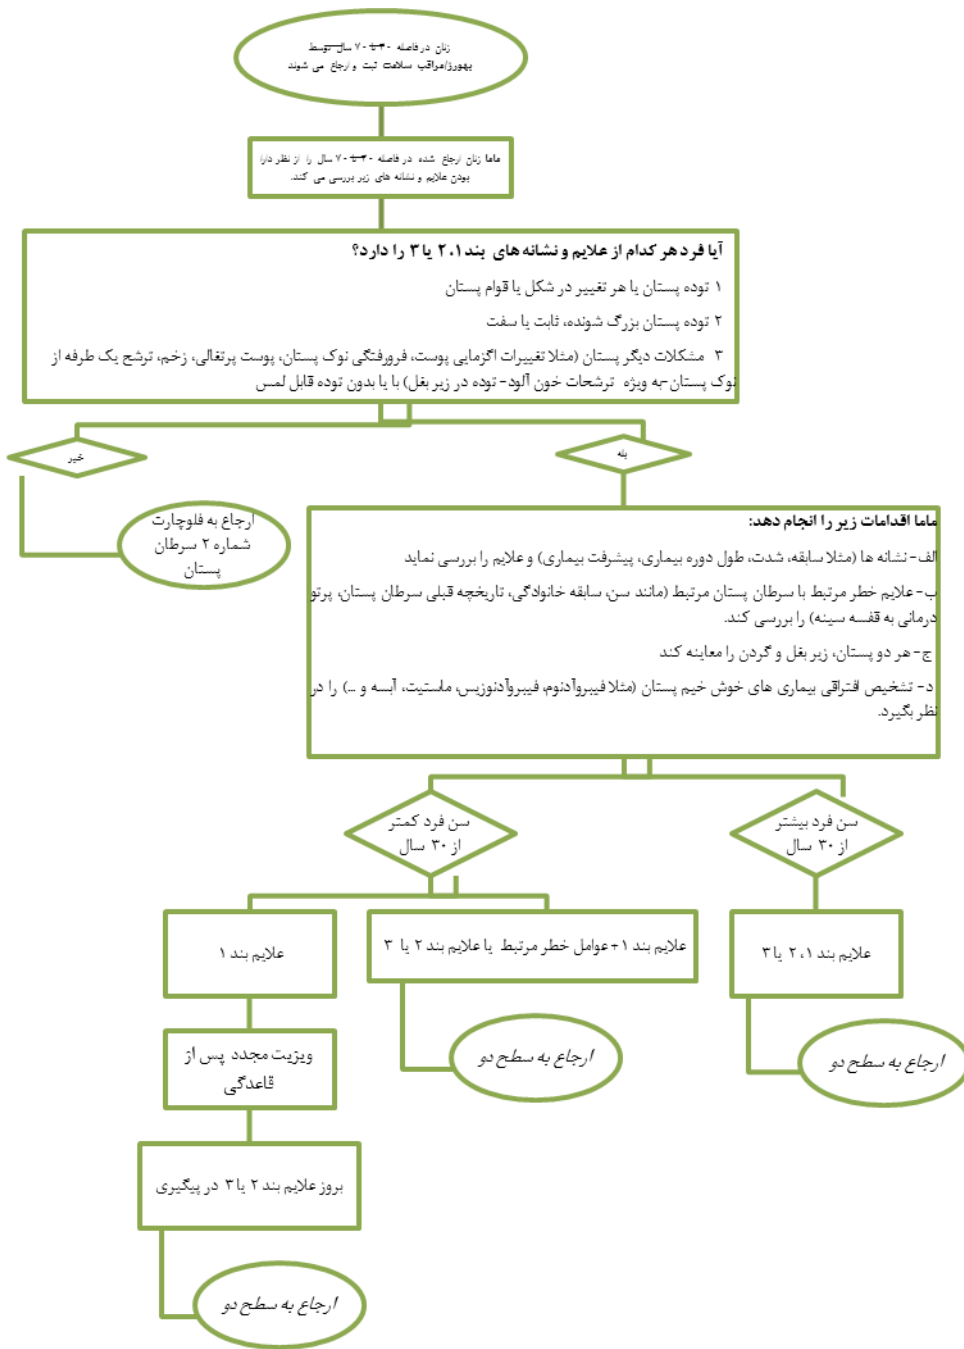 زنان در فاصله ۳۰ تا ۷۰ سال توسط
بهورز/مراقب سلامت ثبت و ارجاع می شوند
ماما زنان ارجاع شده در فاصله ۳۰ تا ۷۰ سال را از نظر دارا
بودن علایم و نشانه های زیر بررسی می کند.
آیا فرد هر کدام از علایم و نشانه های بند ۱، ۲ یا ۳ را دارد؟
۱ توده پستان یا هر تغییر در شکل یا قوام پستان
۲ توده پستان بزرگ شونده، ثابت یا سفت
۳ مشکلات دیگر پستان (مثلا تغییرات اگزمایی پوست، فرورفتگی نوک پستان، پوست پرتغالی، زخم، ترشح یک طرفه از
نوک پستان-به ویژه ترشحات خون آلود- توده در زیر بغل) با یا بدون توده قابل لمس
خیر
بله
ارجاع به فلوچارت
شماره ۲ سرطان
پستان
ماما اقدامات زیر را انجام دهد:
الف- نشانه ها (مثلا سابقه، شدت، طول دوره بیماری، پیشرفت بیماری) و علایم را بررسی نماید
ب- علایم خطر مرتبط با سرطان پستان مرتبط (مانند سن، سابقه خانوادگی، تاریخچه قبلی سرطان پستان، پرتو
درمانی به قفسه سینه) را بررسی کند.
ج- هر دو پستان، زیر بغل و گردن را معاینه کند
د- تشخیص افتراقی بیماری های خوش خیم پستان (مثلا فیبروآدنوم، فیبروآدنوزیس، ماستیت، آبسه و ...) را در
نظر بگیرد.
سن فرد بیشتر
از ۳۰ سال
سن فرد کمتر
از ۳۰ سال
علایم بند ۱، ۲ یا ۳
علایم بند ۱+ عوامل خطر مرتبط یا علایم بند ۲ یا ۳
علایم بند ۱
ارجاع به سطح دو
ارجاع به سطح دو
ویزیت مجدد پس از
قاعدگی
بروز علایم بند ۲ یا ۳ در پیگیری
ارجاع به سطح دو